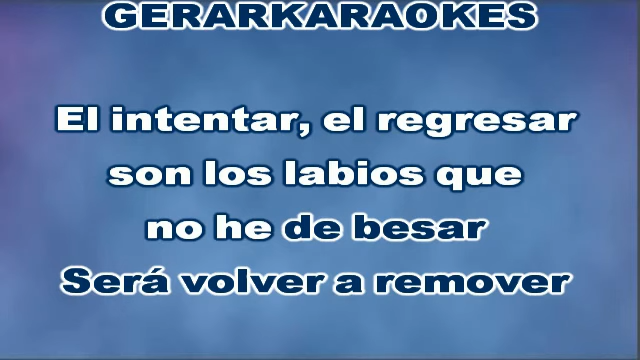 GERARKARAOKES
El intentar, el regresar
son los labios que
no he de besar
Será volver a remover